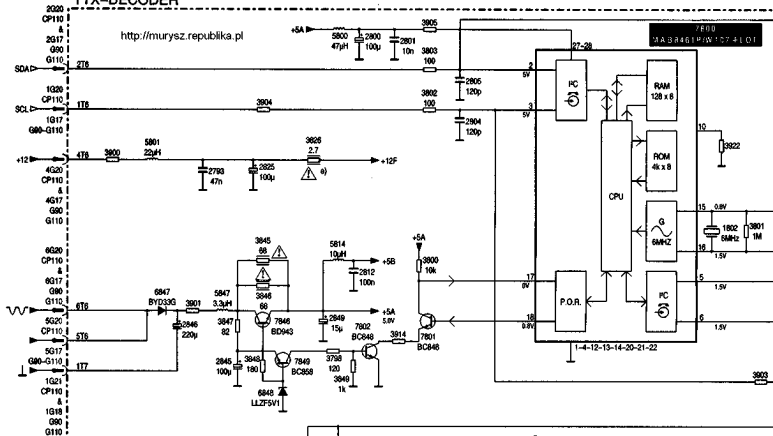 TTX-DECODER
2G20
CP110
&
2G17
G90
G110
SDA
2T6
1G20
CP110
SCL
1T6
1G17
G90-G110
+12
4T6
4G20
CP110
&
4G17
G90
G110
6G20
CP110
&
6G17
G90
G110
6T6
5G20
CP110
5T6
5G17
G90-G110
1T7
1G21
CP110
&
1G18
G90
G110
http://murysz.republika.pl
+5A
5800
47µH
2800
100µ
2801
10n
3905
3803
100
2805
120p
3904
3802
100
2804
120p
3900
5801
22µH
2793
47n
2825
100µ
3826
2.7
a)
+12F
7800
27-28
2
5V
3
5V
I²C
RAM
128 x 8
CPU
ROM
4k x 8
G
6MHZ
P.O.R.
I²C
10
3922
15
0.8V
16
1.5V
1802
6MHz
3801
1M
5
1.5V
6
1.5V
17
0V
18
0.8V
1-4-12-13-14-20-21-22
3903
6847
BYD33G
3901
2846
220µ
5847
3.3µH
3845
68
3846
68
3847
82
7846
BD943
2845
100µ
3848
180
7849
BC858
6848
LLZF5V1
5814
10µH
+5B
2812
100n
+5A
5.0V
2849
15µ
3798
120
3849
1k
7802
BC848
3914
7801
BC848
+5A
3800
10k